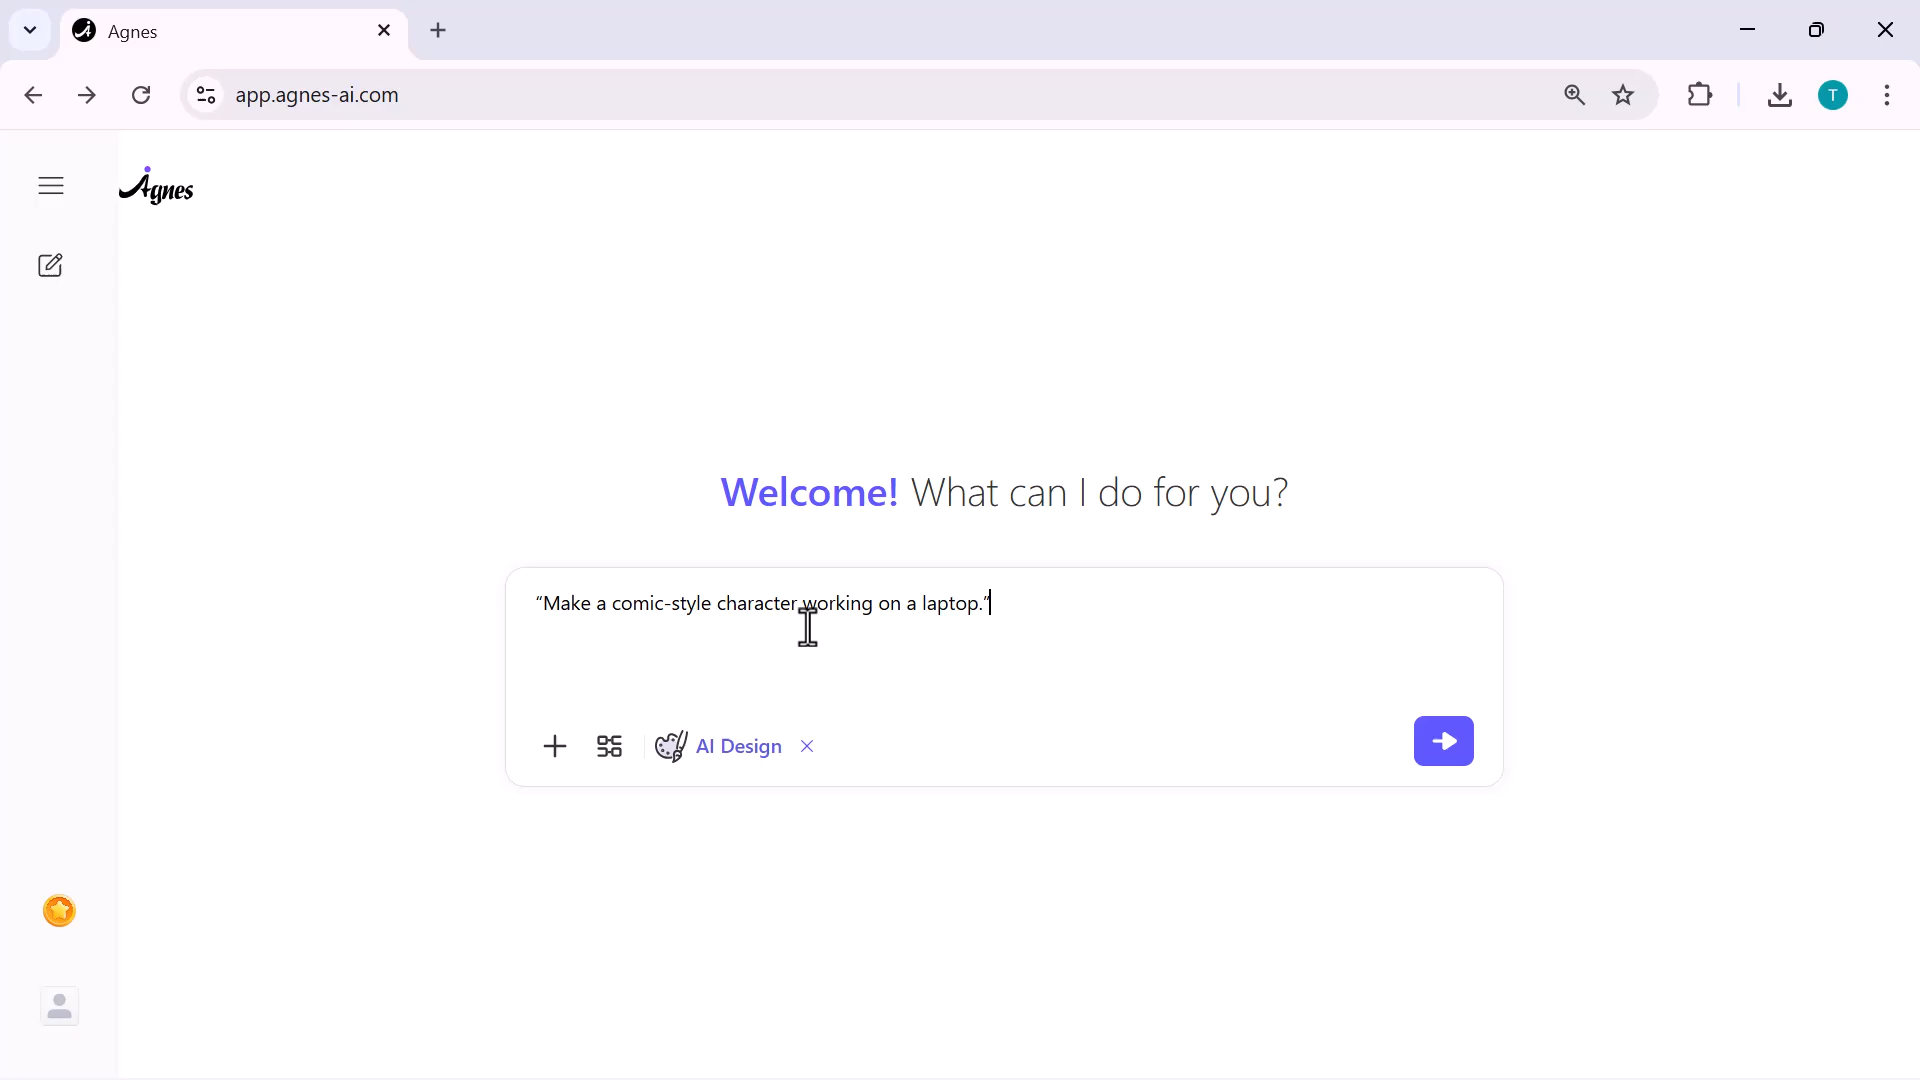 Agnes
app.agnes-ai.com
T
Agnes
Welcome! What can I do for you?
“Make a comic-style character working on a laptop.”
AI Design